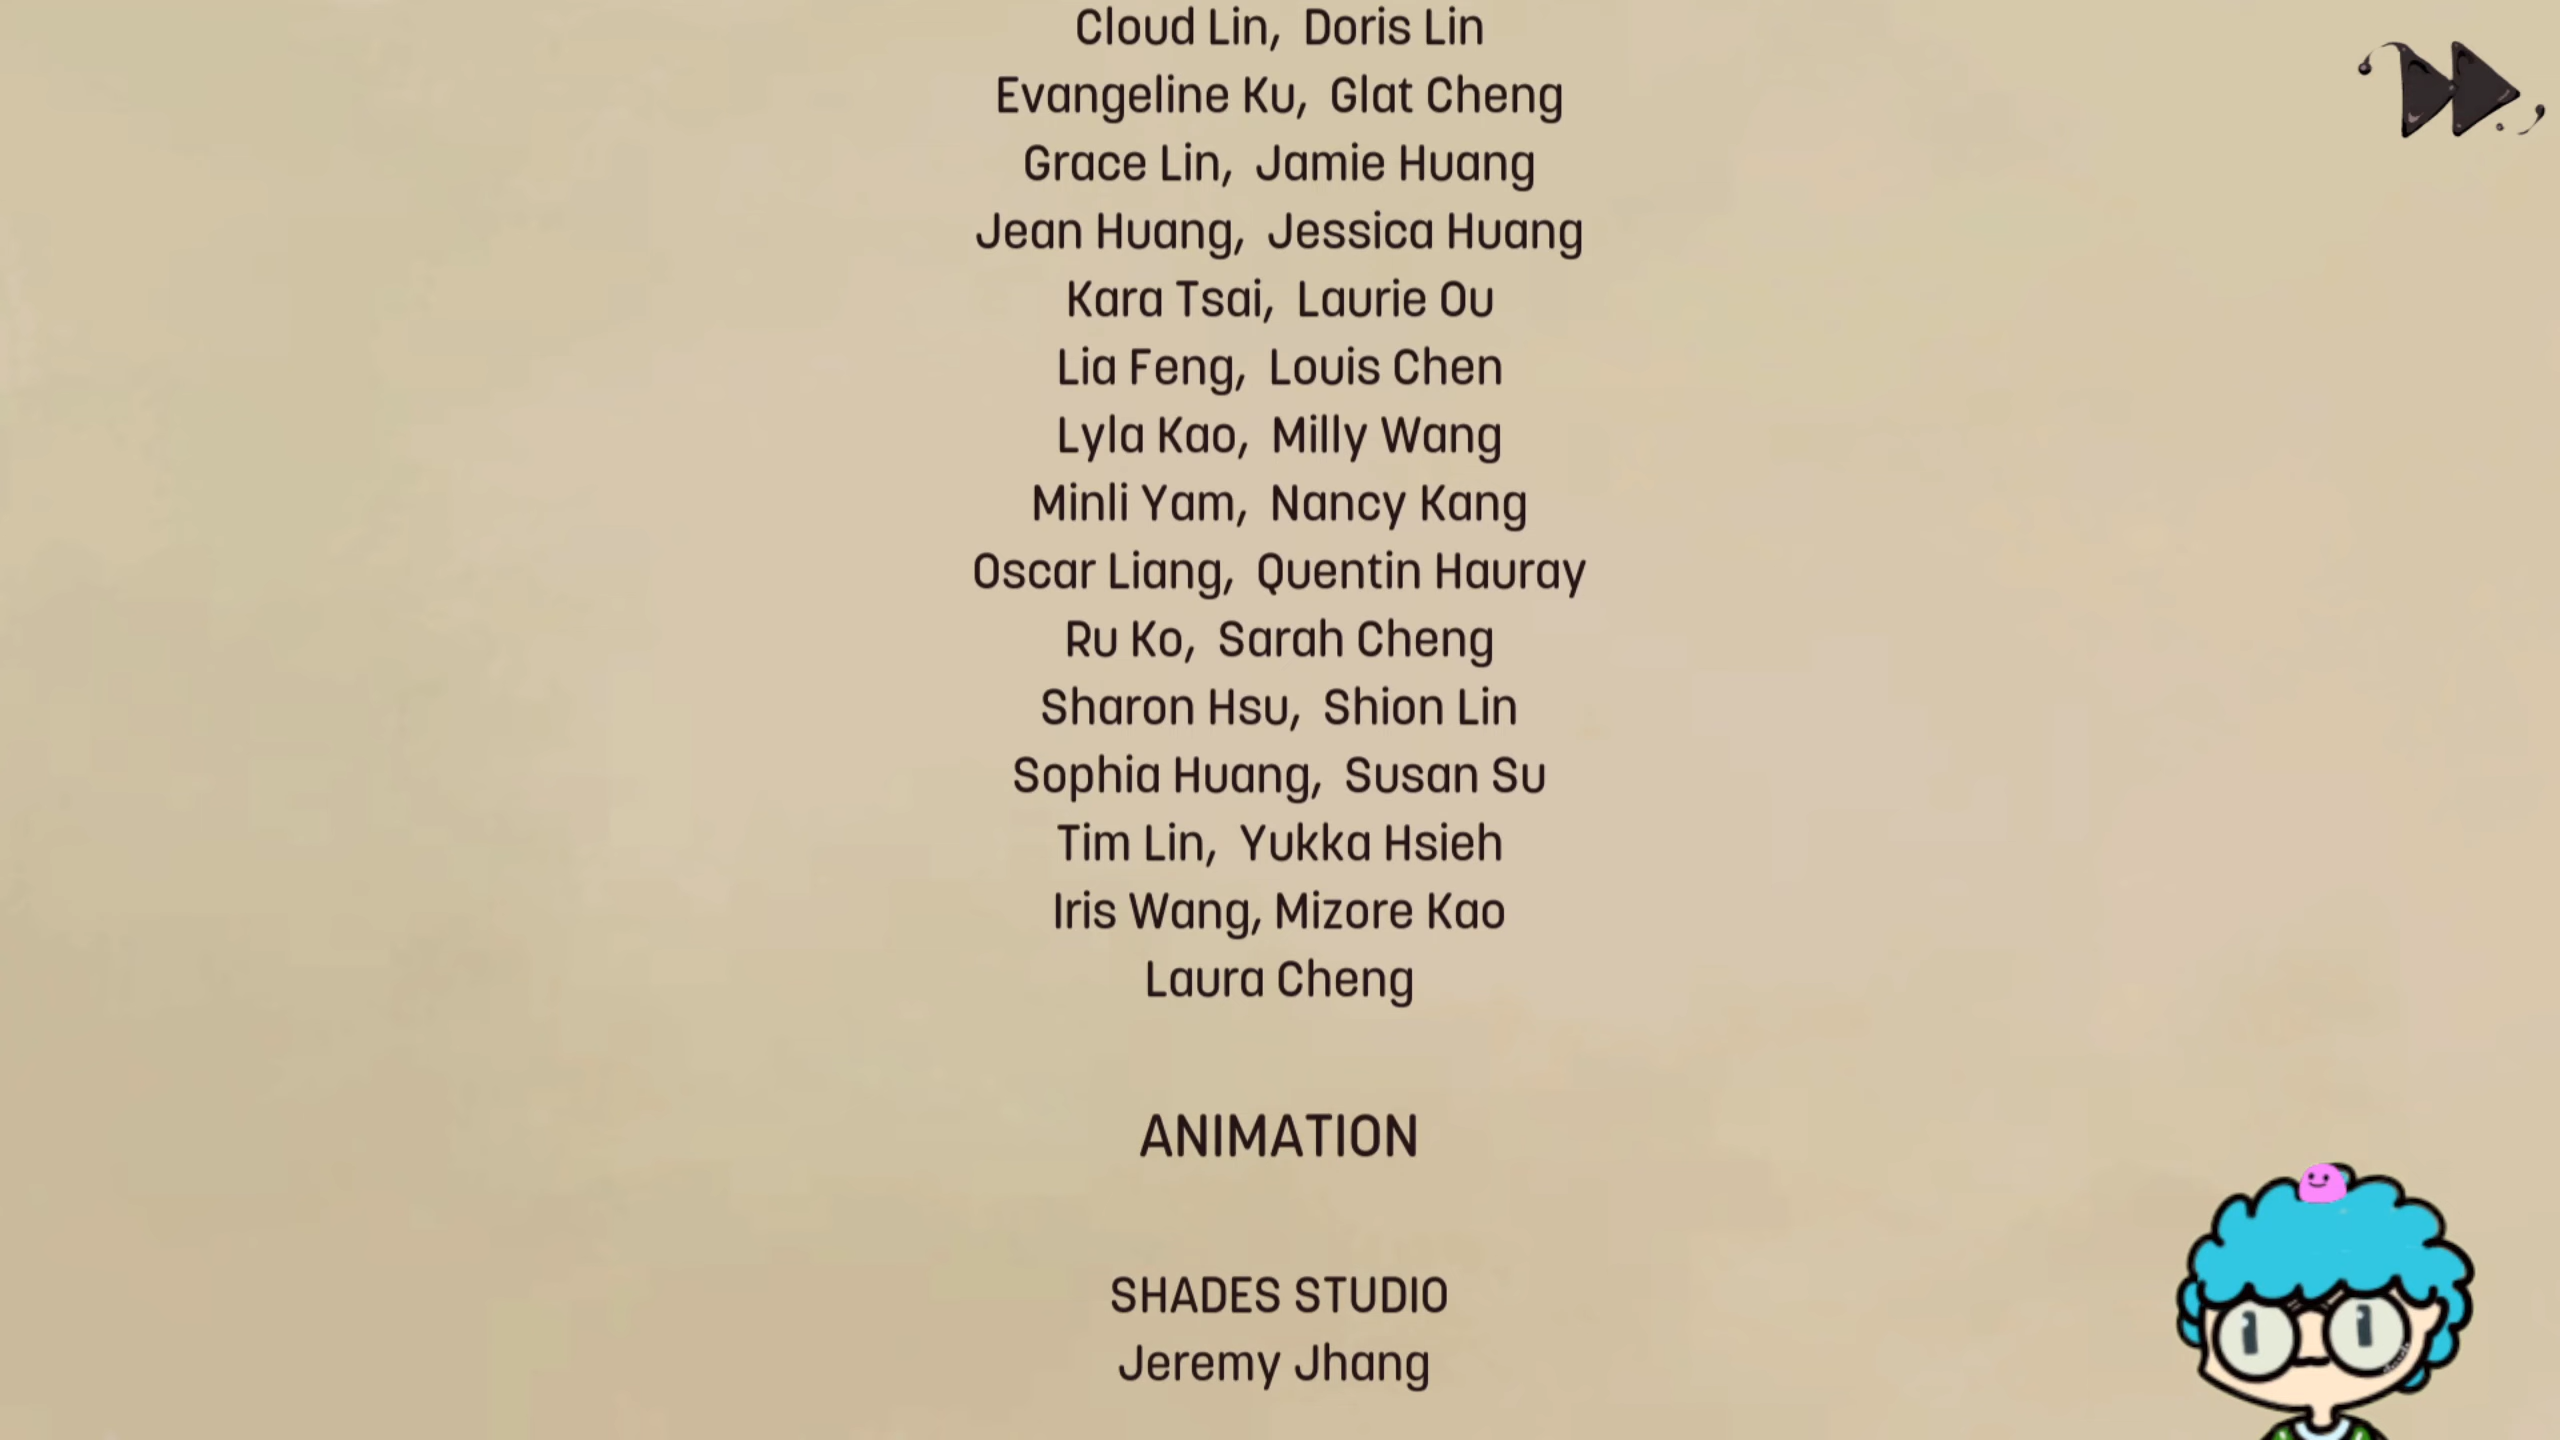 Cloud Lin, Doris Lin
Evangeline Ku, Glat Cheng
Grace Lin, Jamie Huang
Jean Huang, Jessica Huang
Kara Tsai, Laurie Ou
Lia Feng, Louis Chen
Lyla Kao, Milly Wang
Minli Yam, Nancy Kang
Oscar Liang, Quentin Hauray
Ru Ko, Sarah Cheng
Sharon Hsu, Shion Lin
Sophia Huang, Susan Su
Tim Lin, Yukka Hsieh
Iris Wang, Mizore Kao
Laura Cheng
ANIMATION
SHADES STUDIO
Jeremy Jhang